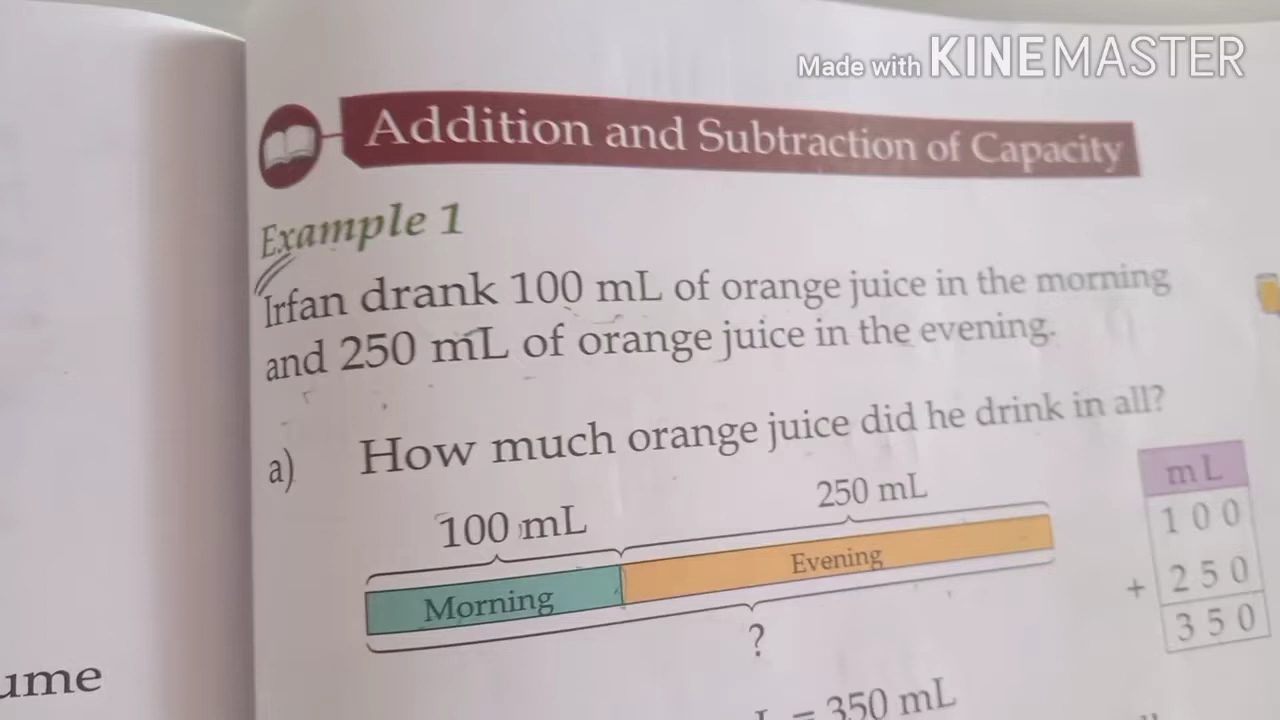 Made with KINEMASTER
Addition and Subtraction of Capacity
Example 1
Irfan drank 100 mL of orange juice in the morning
and 250 mL of orange juice in the evening.
a) How much orange juice did he drink in all?
100 mL 250 mL
Morning Evening
?
mL
100
+ 250
350
= 350 mL